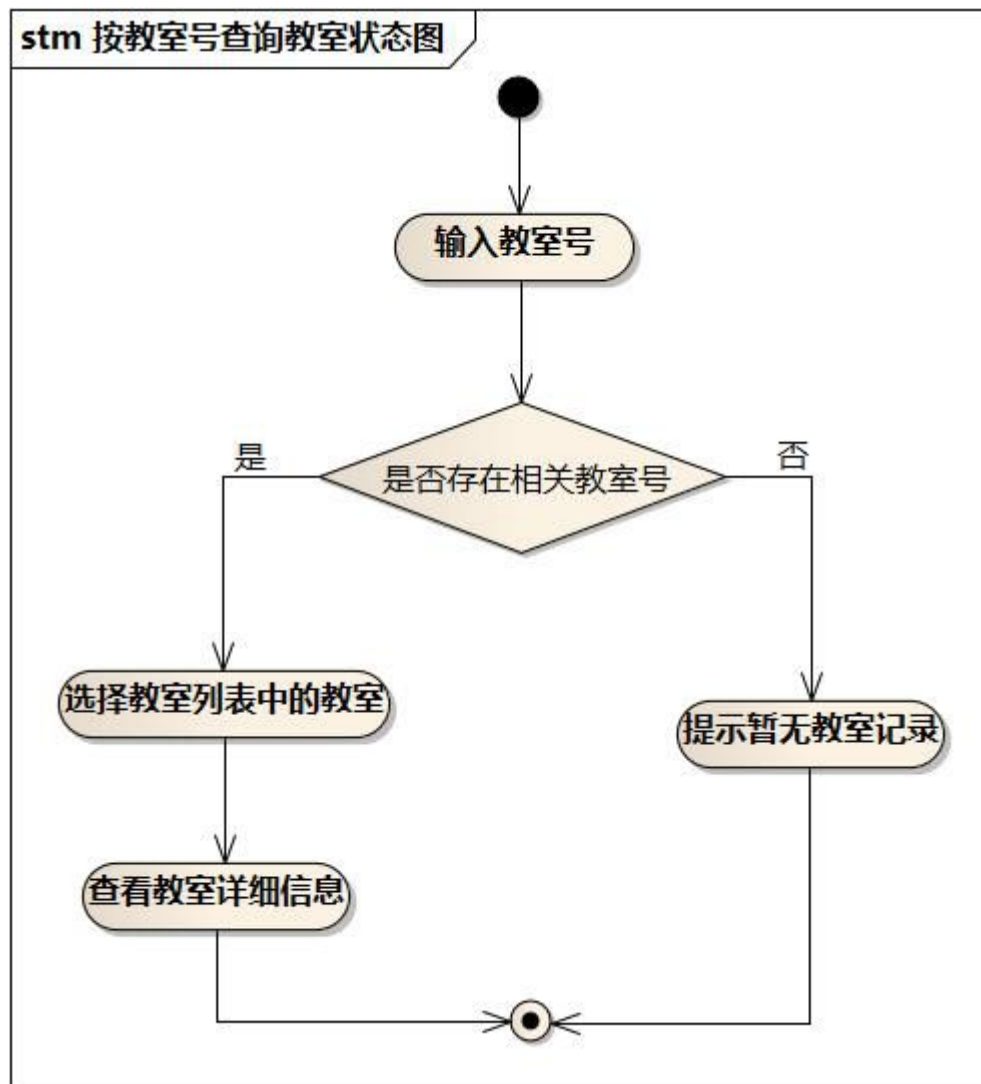 stm 按教室号查询教室状态图
输入教室号
是
否
是否存在相关教室号
选择教室列表中的教室
提示暂无教室记录
查看教室详细信息